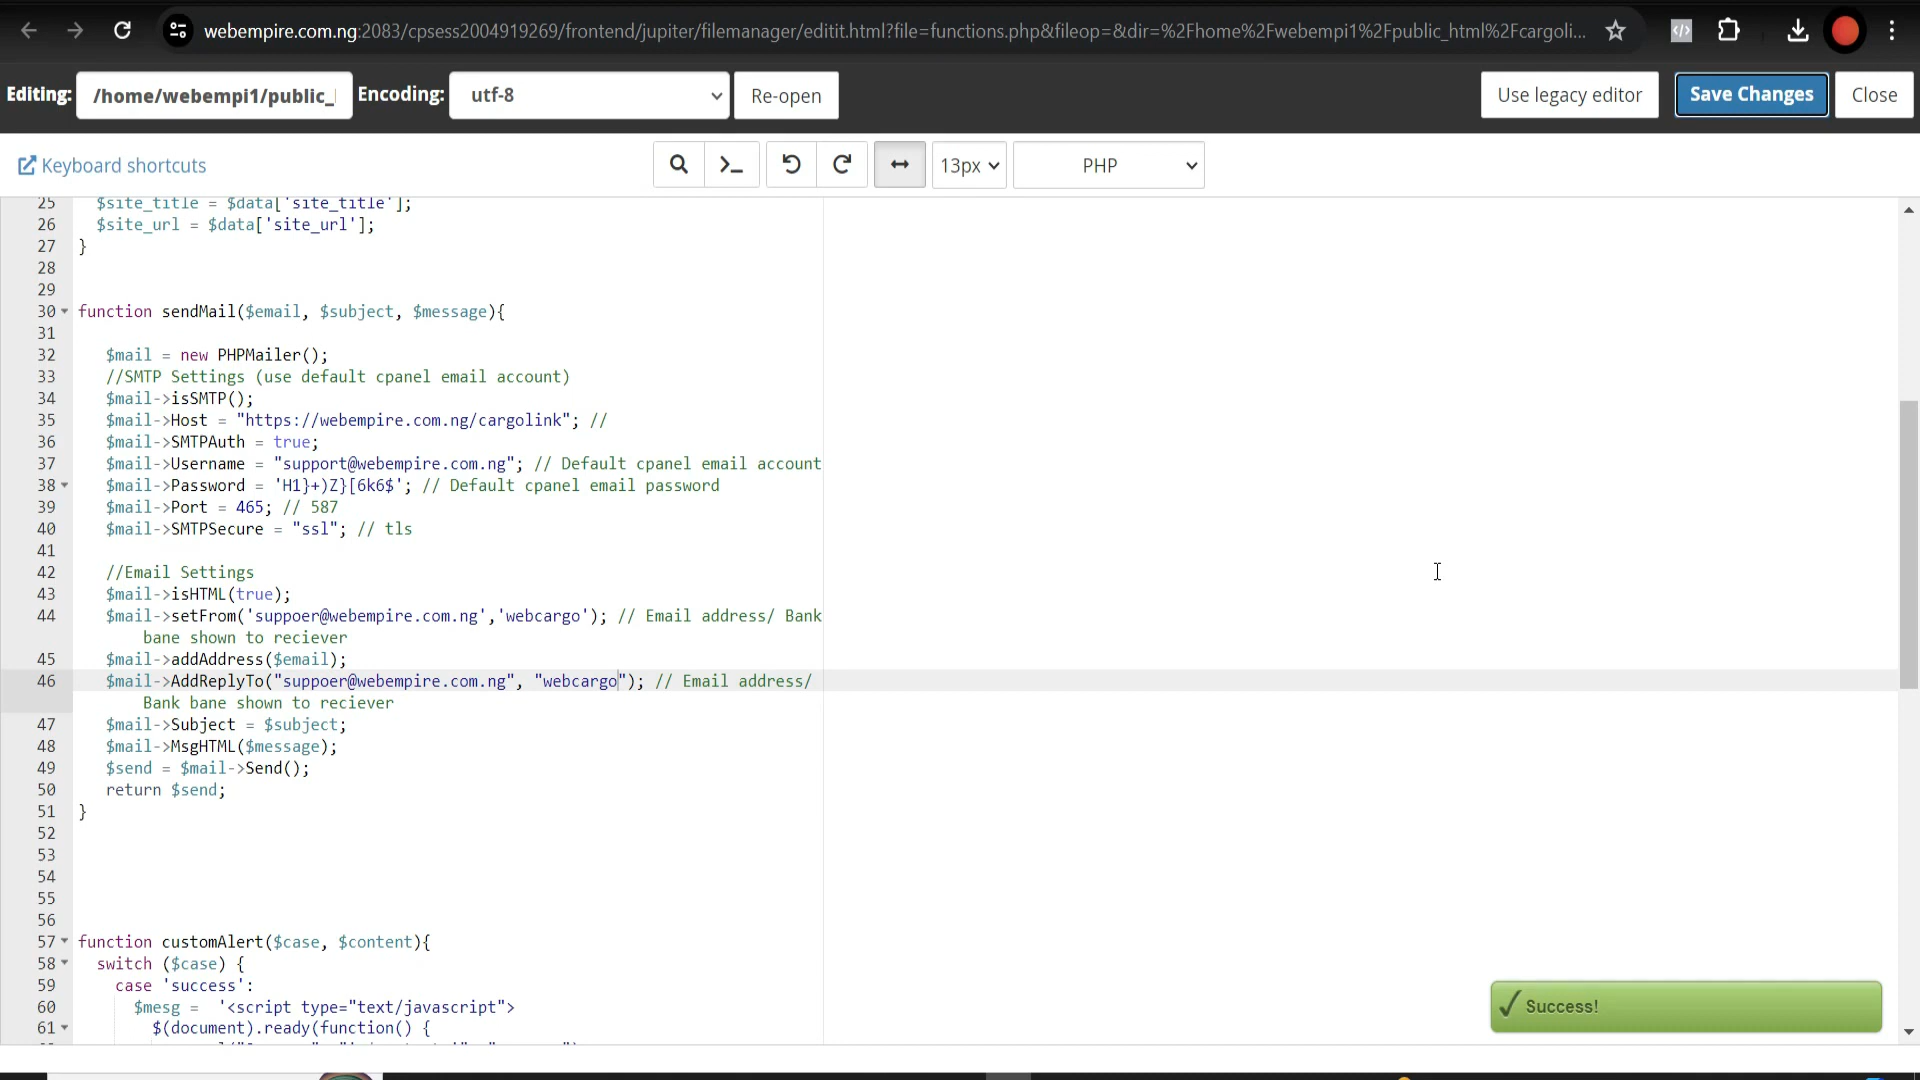 webempire.com.ng:2083/cpsess2004919269/frontend/jupiter/filemanager/editit.html?file=functions.php&fileop=&dir=%2Fhome%2Fwebempi1%2Fpublic_html%2Fcargoli...
Editing: /home/webempi1/public_ Encoding: utf-8 Re-open Use legacy editor Save Changes Close
Keyboard shortcuts 13px PHP
25 $site_title = $data['site_title'];
26 $site_url = $data['site_url'];
27 }
28
29
30 function sendMail($email, $subject, $message){
31
32 $mail = new PHPMailer();
33 //SMTP Settings (use default cpanel email account)
34 $mail->isSMTP();
35 $mail->Host = "https://webempire.com.ng/cargolink"; //
36 $mail->SMTPAuth = true;
37 $mail->Username = "support@webempire.com.ng"; // Default cpanel email account
38 $mail->Password = 'H1}+)Z}[6k6$'; // Default cpanel email password
39 $mail->Port = 465; // 587
40 $mail->SMTPSecure = "ssl"; // tls
41
42 //Email Settings
43 $mail->isHTML(true);
44 $mail->setFrom('suppoer@webempire.com.ng','webcargo'); // Email address/ Bank
bane shown to reciever
45 $mail->addAddress($email);
46 $mail->AddReplyTo("suppoer@webempire.com.ng", "webcargo"); // Email address/
Bank bane shown to reciever
47 $mail->Subject = $subject;
48 $mail->MsgHTML($message);
49 $send = $mail->Send();
50 return $send;
51 }
52
53
54
55
56
57 function customAlert($case, $content){
58 switch ($case) {
59 case 'success':
60 $mesg = '<script type="text/javascript">
61 $(document).ready(function() {
Success!